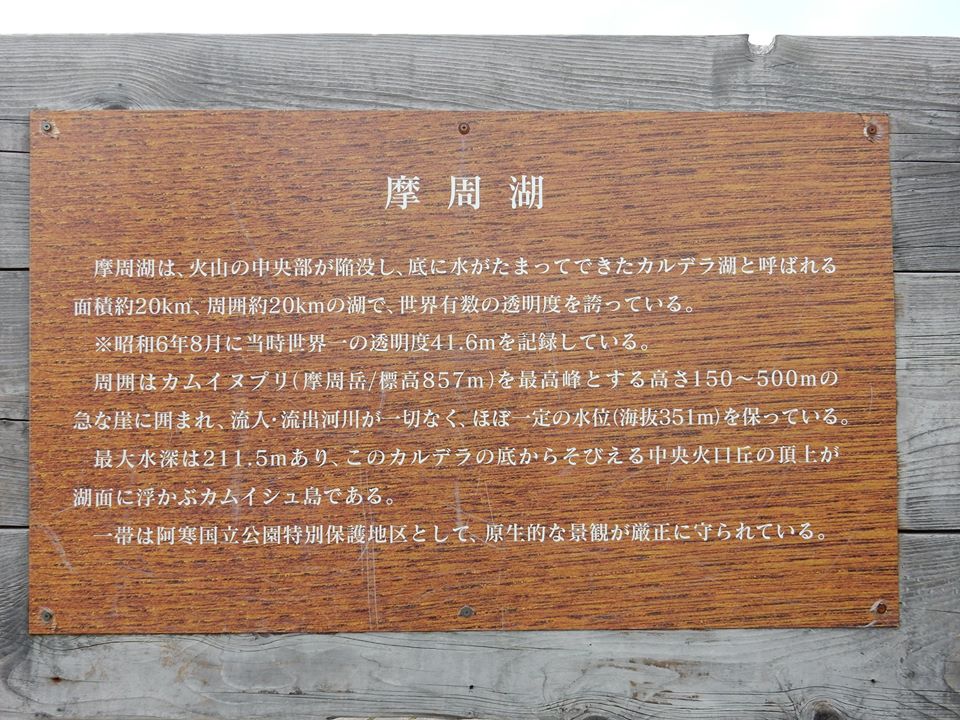 摩周湖
摩周湖は、火山の中央部が陥没し、底に水がたまってできたカルデラ湖と呼ばれる
面積約20km²、周囲約20kmの湖で、世界有数の透明度を誇っている。
※昭和6年8月に当時世界一の透明度41.6mを記録している。
周囲はカムイヌプリ(摩周岳/標高857m)を最高峰とする高さ150～500mの
急な崖に囲まれ、流入・流出河川が一切なく、ほぼ一定の水位(海抜351m)を保っている。
最大水深は211.5mあり、このカルデラの底からそびえる中央火口丘の頂上が
湖面に浮かぶカムイシュ島である。
一帯は阿寒国立公園特別保護地区として、原生的な景観が厳正に守られている。